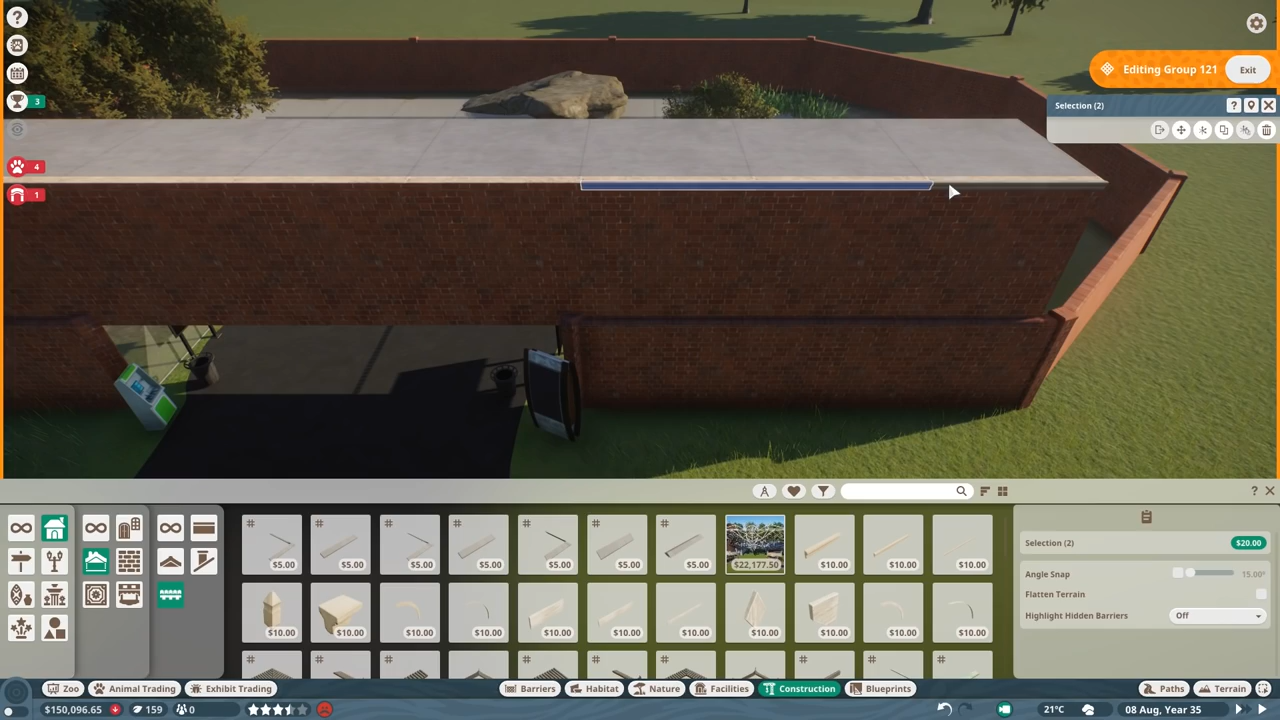 ?
Editing Group 121
Exit
3
Selection (2)
?
4
1
?
$5.00
$5.00
$5.00
$5.00
$5.00
$5.00
$5.00
$22,177.50
$10.00
$10.00
$10.00
$10.00
$10.00
$10.00
$10.00
$10.00
$10.00
$10.00
$10.00
$10.00
$10.00
$10.00
Selection (2)
$20.00
Angle Snap
15.00°
Flatten Terrain
Highlight Hidden Barriers
Off
Zoo
Animal Trading
Exhibit Trading
Barriers
Habitat
Nature
Facilities
Construction
Blueprints
Paths
Terrain
$150,096.65
159
0
21°C
08 Aug, Year 35